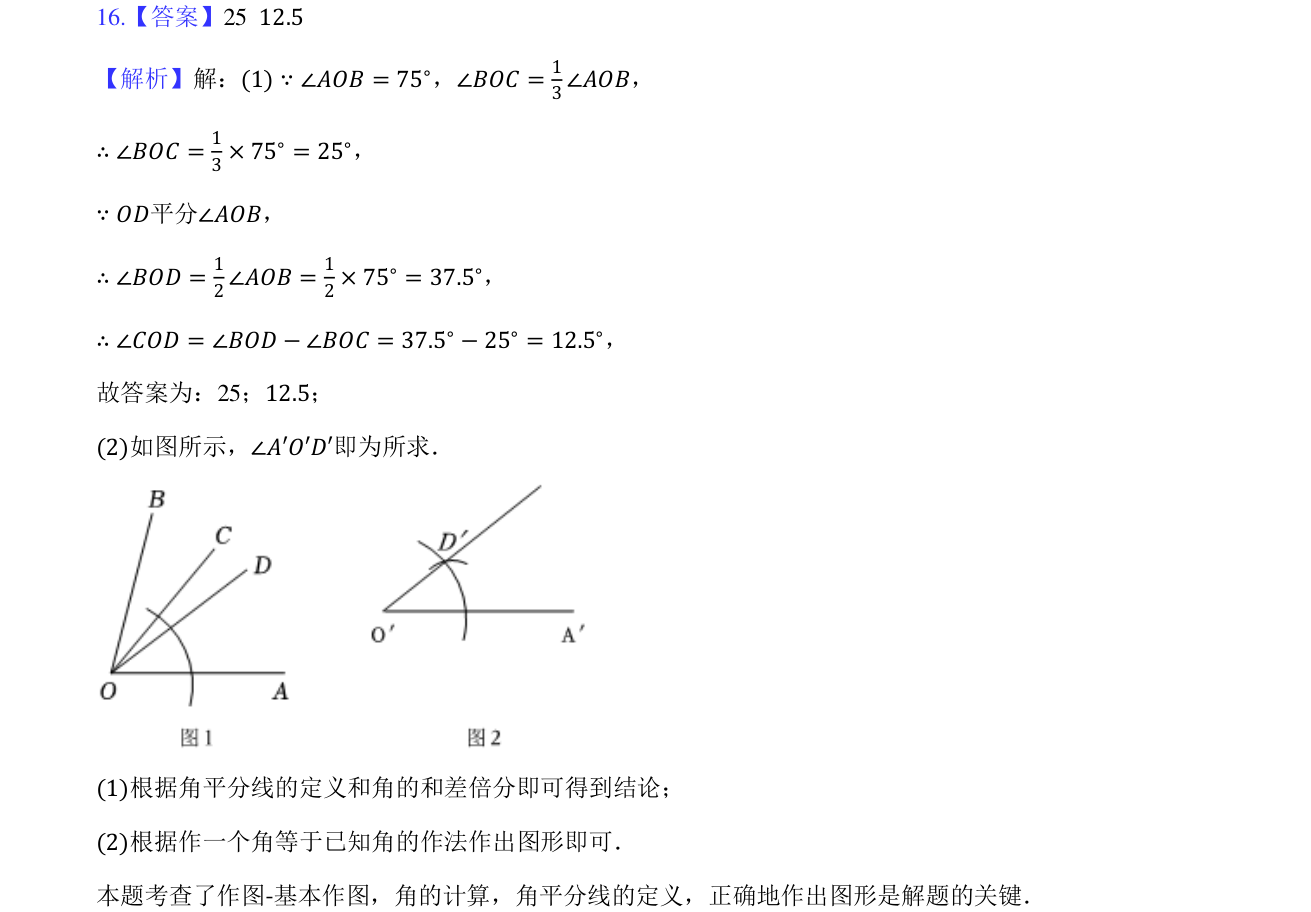 16.【答案】25 12.5
【解析】解：(1)∵∠AOB = 75°，∠BOC = 1/3∠AOB，
∴∠BOC = 1/3 × 75° = 25°，
∵OD平分∠AOB，
∴∠BOD = 1/2∠AOB = 1/2 × 75° = 37.5°，
∴∠COD = ∠BOD − ∠BOC = 37.5° − 25° = 12.5°，
故答案为：25；12.5；
(2)如图所示，∠A′O′D′即为所求．
B
C
D
O
A
图1
D′
O′
A′
图2
(1)根据角平分线的定义和角的和差倍分即可得到结论；
(2)根据作一个角等于已知角的作法作出图形即可．
本题考查了作图-基本作图，角的计算，角平分线的定义，正确地作出图形是解题的关键．